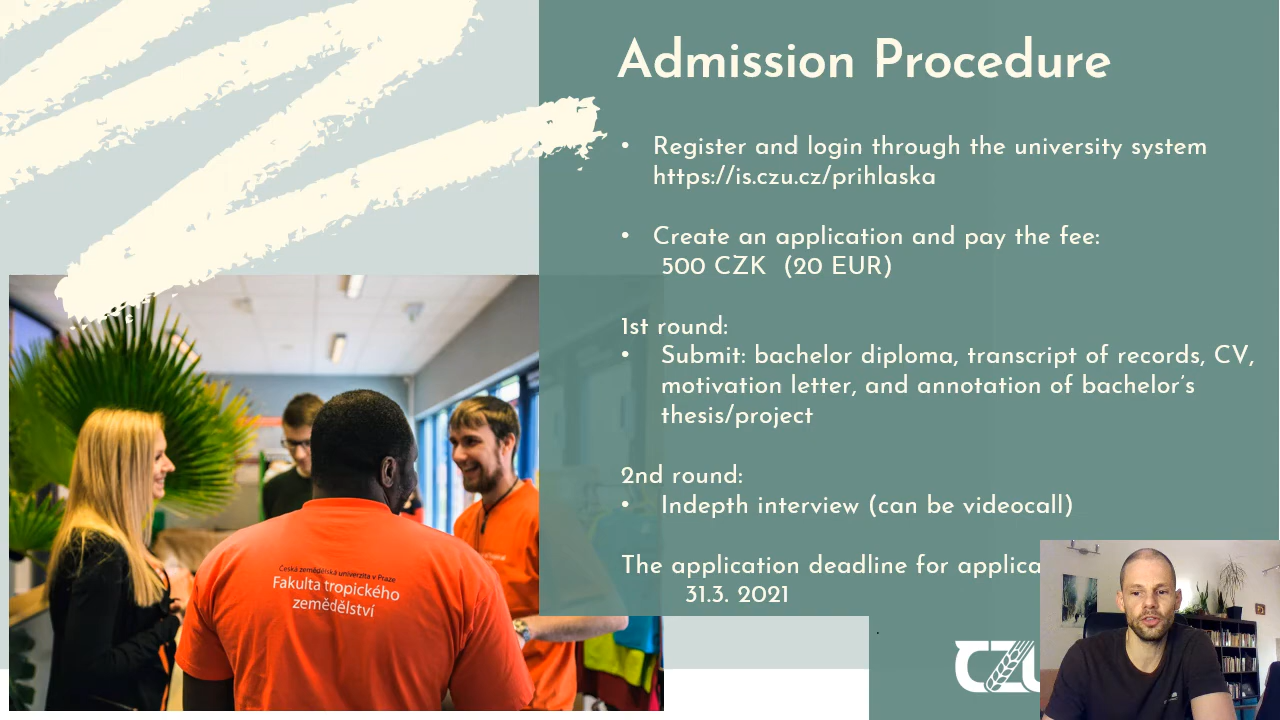 Admission Procedure
• Register and login through the university system
https://is.czu.cz/prihlaska
• Create an application and pay the fee:
500 CZK (20 EUR)
1st round:
• Submit: bachelor diploma, transcript of records, CV,
motivation letter, and annotation of bachelor's
thesis/project
2nd round:
• Indepth interview (can be videocall)
The application deadline for applica
31.3. 2021
Česká zemědělská univerzita v Praze
Fakulta tropického
zemědělství
CZU